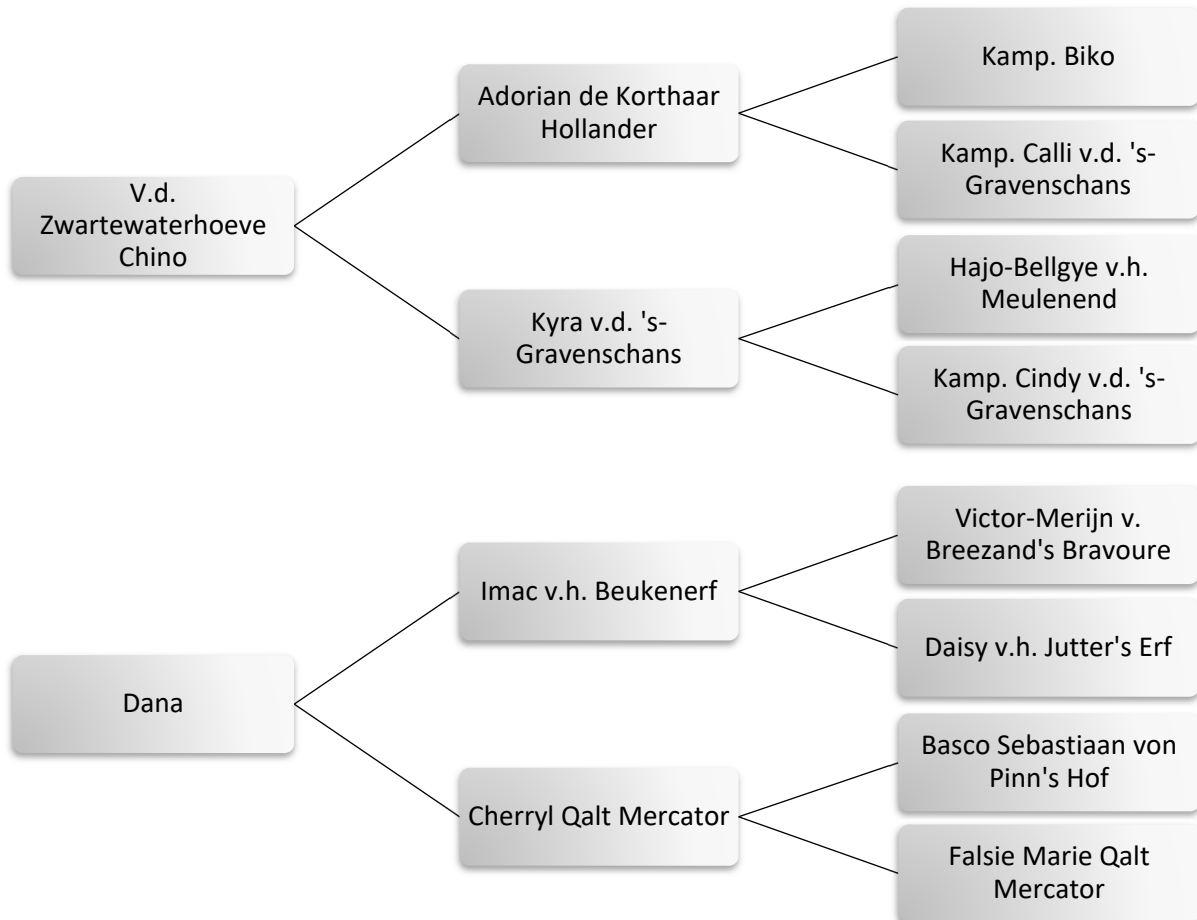 Kamp. Biko
Adorian de Korthaar
Hollander
Kamp. Calli v.d. 's-
Gravenschans
V.d.
Zwartewaterhoeve
Chino
Hajo-Bellgye v.h.
Meulenend
Kyra v.d. 's-
Gravenschans
Kamp. Cindy v.d. 's-
Gravenschans
Victor-Merijn v.
Breezand's Bravoure
Imac v.h. Beukenerf
Daisy v.h. Jutter's Erf
Dana
Basco Sebastiaan von
Pinn's Hof
Cherryl Qalt Mercator
Falsie Marie Qalt
Mercator